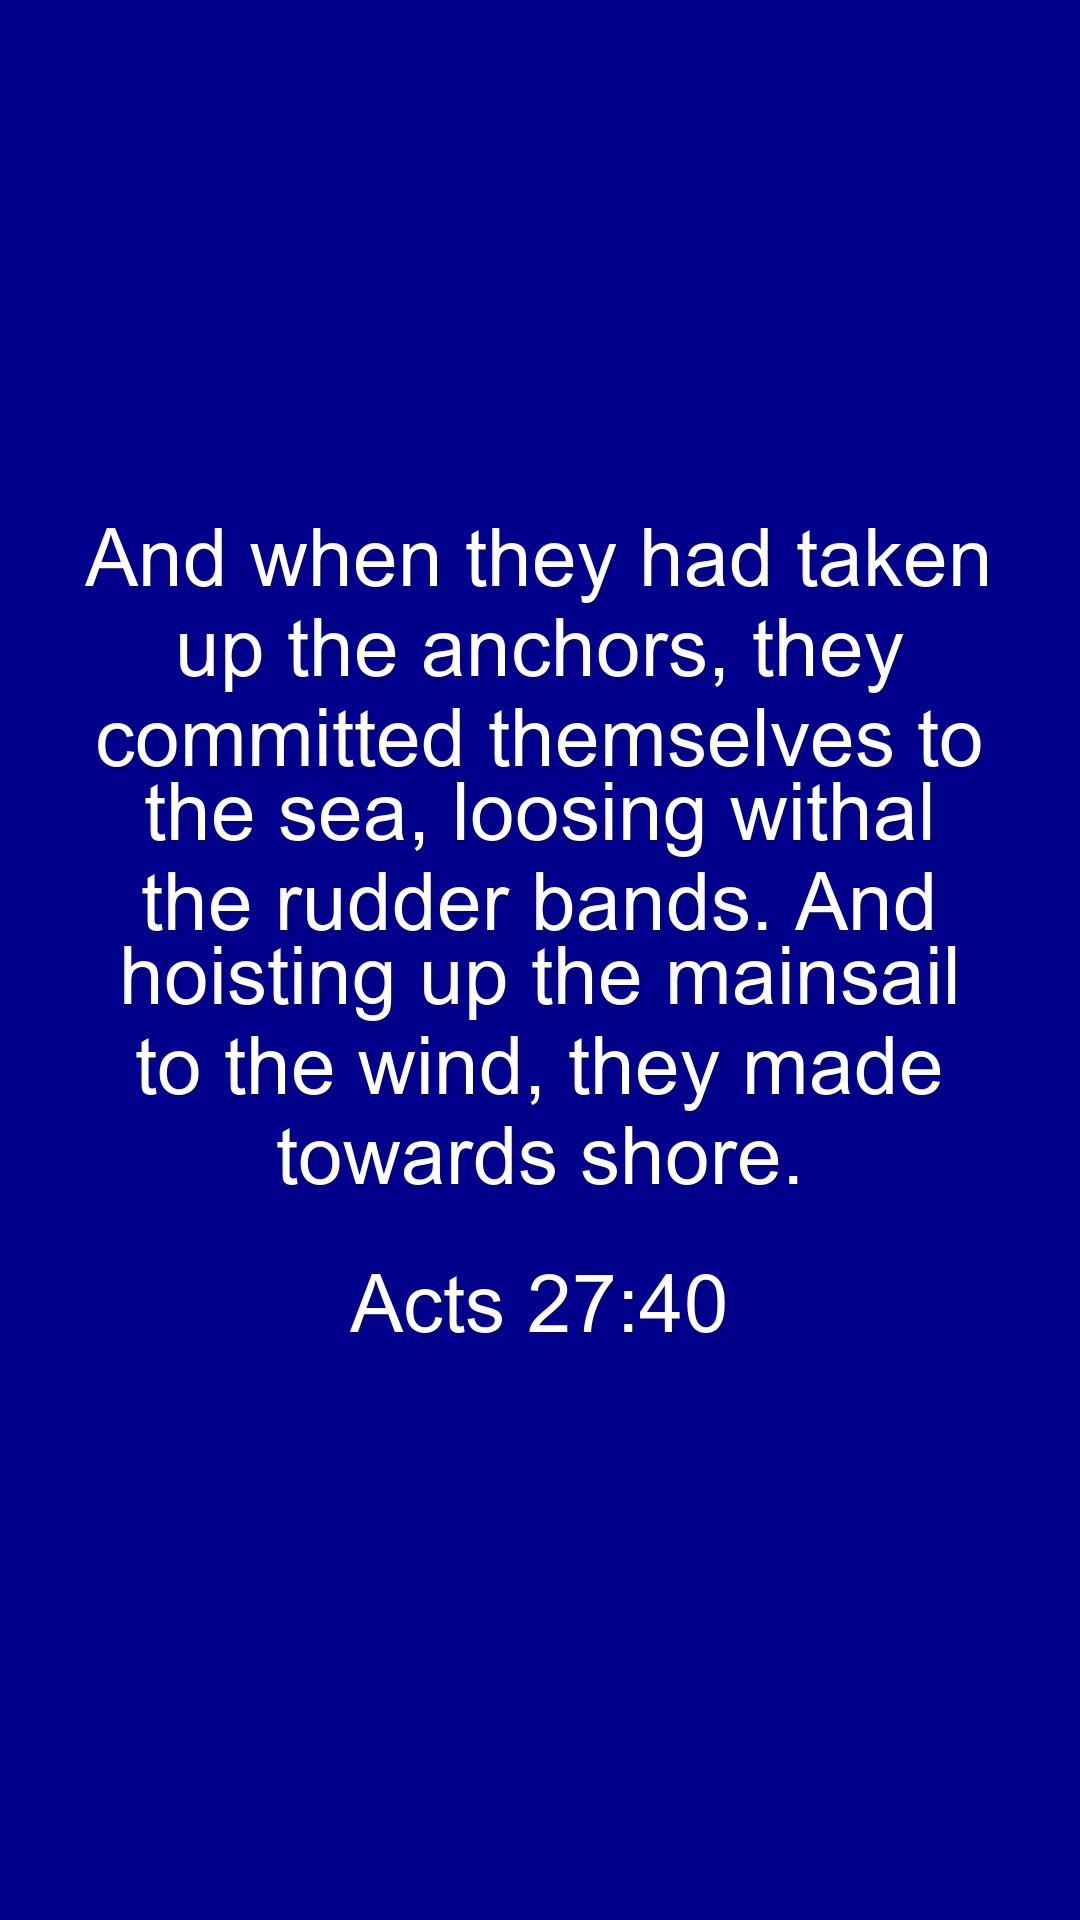 And when they had taken
up the anchors, they
committed themselves to
the sea, loosing withal
the rudder bands. And
hoisting up the mainsail
to the wind, they made
towards shore.
Acts 27:40